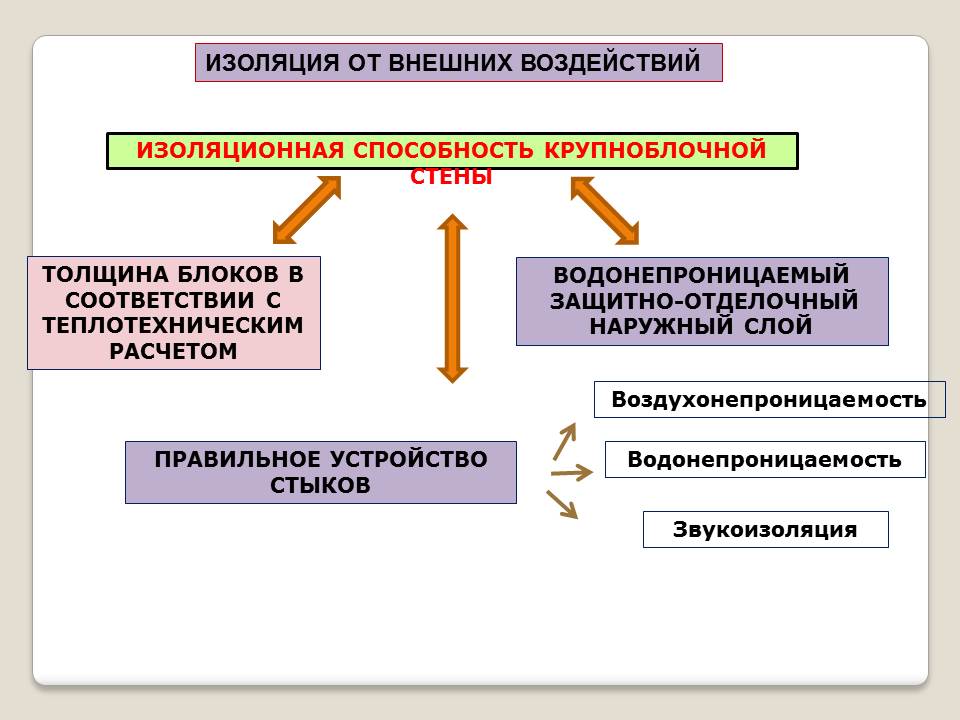 ИЗОЛЯЦИЯ ОТ ВНЕШНИХ ВОЗДЕЙСТВИЙ
ИЗОЛЯЦИОННАЯ СПОСОБНОСТЬ КРУПНОБЛОЧНОЙ
СТЕНЫ
ТОЛЩИНА БЛОКОВ В
СООТВЕТСТВИИ С
ТЕПЛОТЕХНИЧЕСКИМ
РАСЧЕТОМ
ВОДОНЕПРОНИЦАЕМЫЙ
ЗАЩИТНО-ОТДЕЛОЧНЫЙ
НАРУЖНЫЙ СЛОЙ
ПРАВИЛЬНОЕ УСТРОЙСТВО
СТЫКОВ
Воздухонепроницаемость
Водонепроницаемость
Звукоизоляция